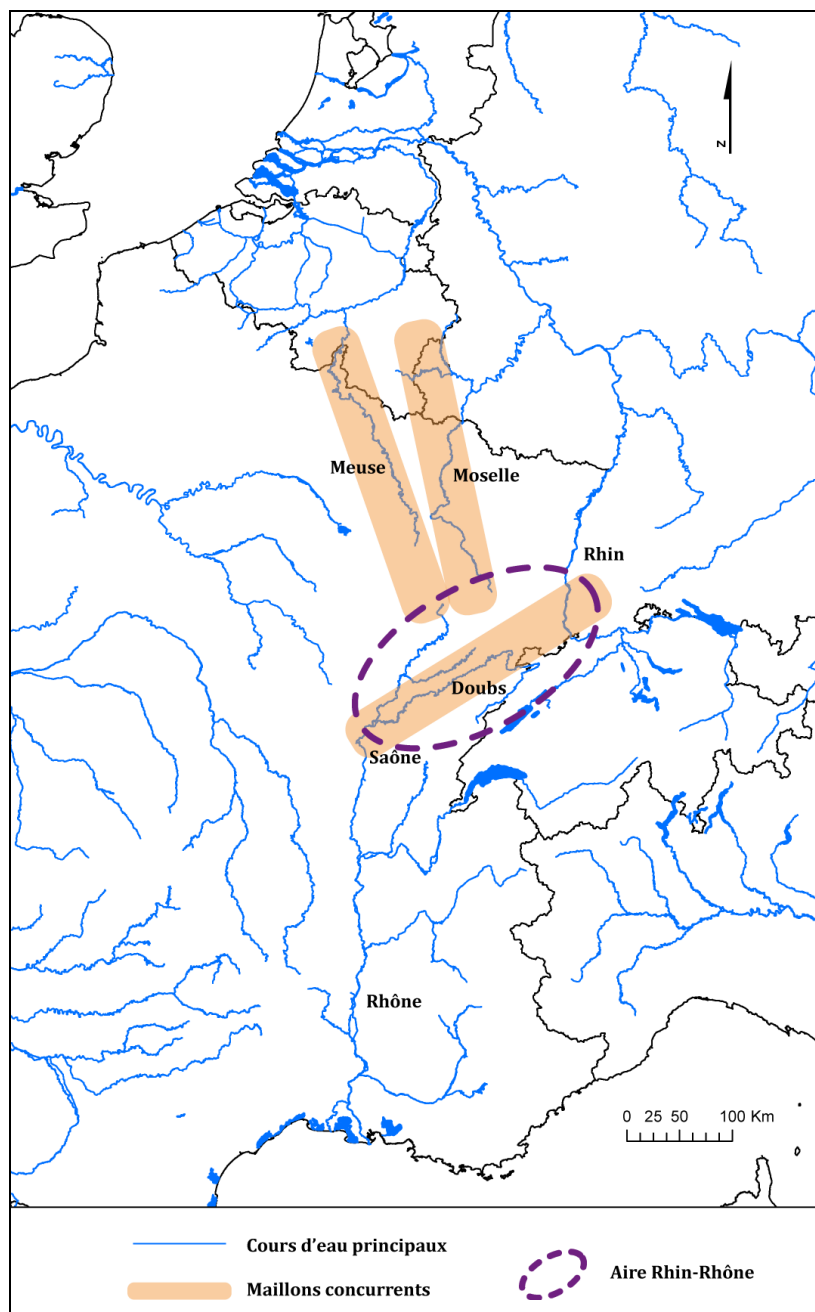 N
Meuse
Moselle
Rhin
Doubs
Saône
Rhône
0 25 50 100 Km
Cours d'eau principaux
Maillons concurrents
Aire Rhin-Rhône